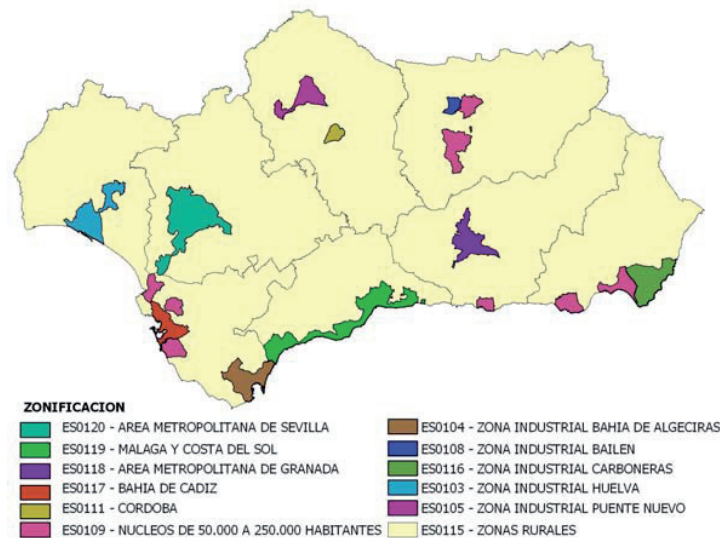 ZONIFICACION
ES0120 - AREA METROPOLITANA DE SEVILLA
ES0119 - MALAGA Y COSTA DEL SOL
ES0118 - AREA METROPOLITANA DE GRANADA
ES0117 - BAHIA DE CADIZ
ES0111 - CORDOBA
ES0109 - NUCLEOS DE 50.000 A 250.000 HABITANTES
ES0104 - ZONA INDUSTRIAL BAHIA DE ALGECIRAS
ES0108 - ZONA INDUSTRIAL BAILEN
ES0116 - ZONA INDUSTRIAL CARBONERAS
ES0103 - ZONA INDUSTRIAL HUELVA
ES0105 - ZONA INDUSTRIAL PUENTE NUEVO
ES0115 - ZONAS RURALES